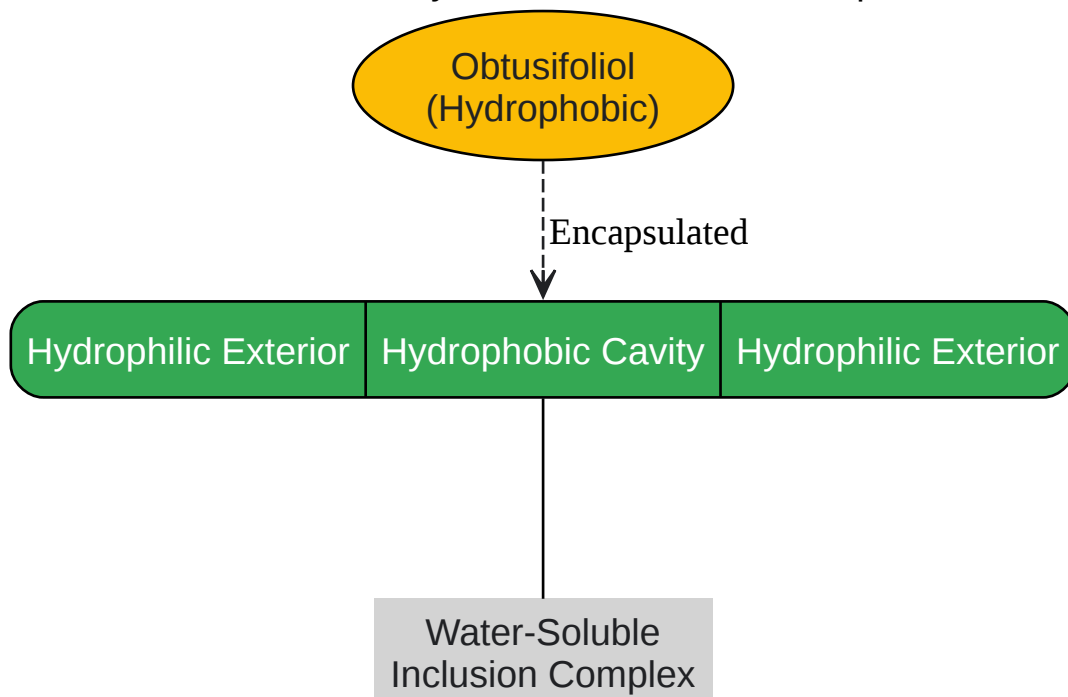 Obtusifoliol
(Hydrophobic)
Encapsulated
Hydrophilic Exterior Hydrophobic Cavity Hydrophilic Exterior
Water-Soluble
Inclusion Complex